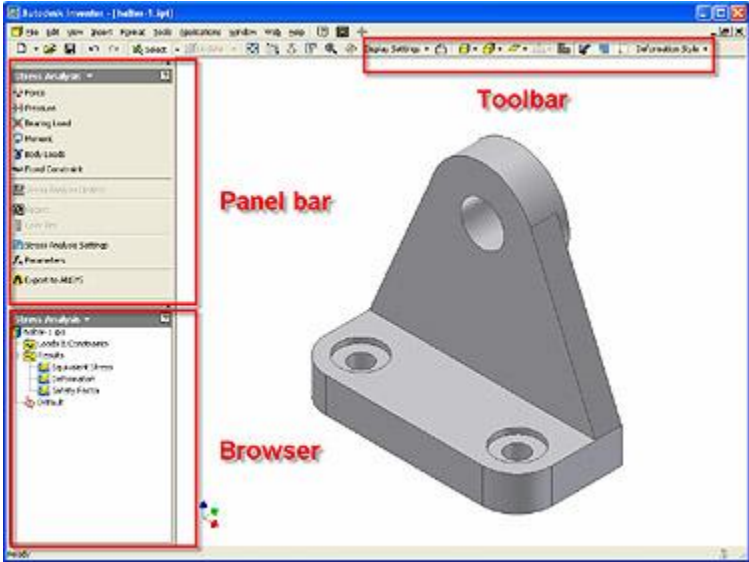 Autodesk Inventor - [halter-1.ipt]
File Edit View Insert Format Tools Applications Window Web Help
Select Display Settings Deformation Style
Toolbar
Stress Analysis
Force
Pressure
Bearing Load
Moment
Body Loads
Fixed Constraint
Stress Analysis Settings
Parameters
Export to ANSYS
Panel bar
Stress Analysis
halter-1.ipt
Loads & Constraints
Results
Equivalent Stress
Deformation
Safety Factor
Default
Browser
Ready